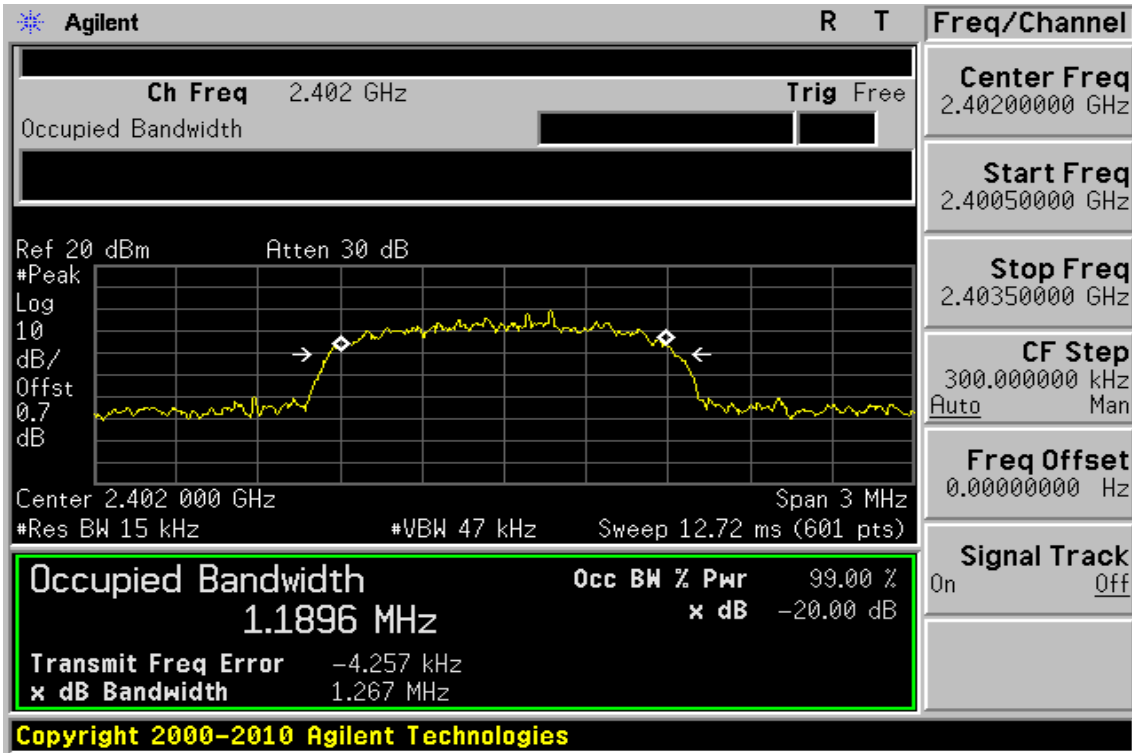 Agilent R T
Freq/Channel
Ch Freq 2.402 GHz Trig Free
Occupied Bandwidth
Center Freq
2.40200000 GHz
Start Freq
2.40050000 GHz
Stop Freq
2.40350000 GHz
CF Step
300.000000 kHz
Auto Man
Freq Offset
0.00000000 Hz
Signal Track
On Off
Ref 20 dBm Atten 30 dB
#Peak
Log
10
dB/
Offst
0.7
dB
Center 2.402 000 GHz Span 3 MHz
#Res BW 15 kHz #VBW 47 kHz Sweep 12.72 ms (601 pts)
Occupied Bandwidth Occ BW % Pwr 99.00 %
1.1896 MHz x dB -20.00 dB
Transmit Freq Error -4.257 kHz
x dB Bandwidth 1.267 MHz
Copyright 2000-2010 Agilent Technologies